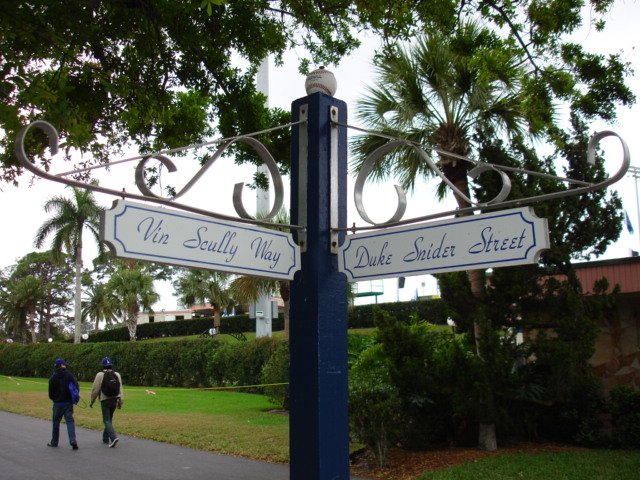 Vin Scully Way
Duke Snider Street